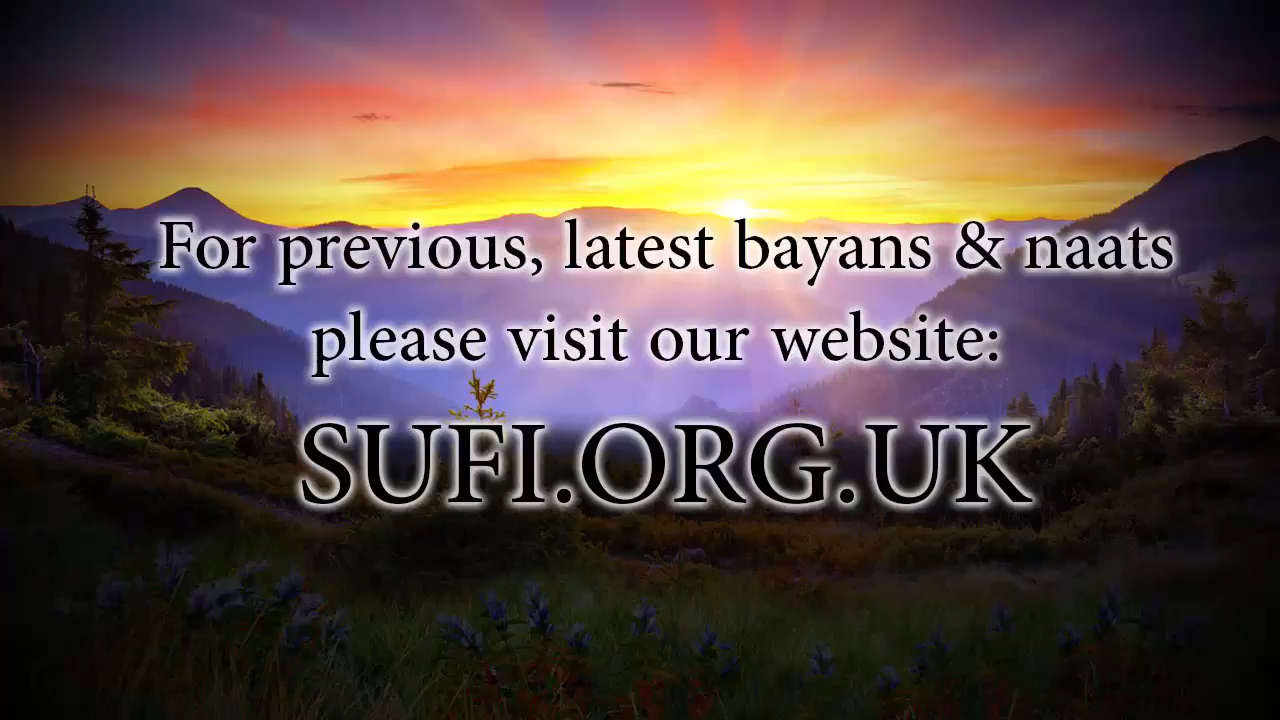 For previous, latest bayans & naats
please visit our website:
SUFI.ORG.UK